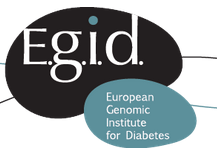 E.g.i.d.
European
Genomic
Institute
for Diabetes